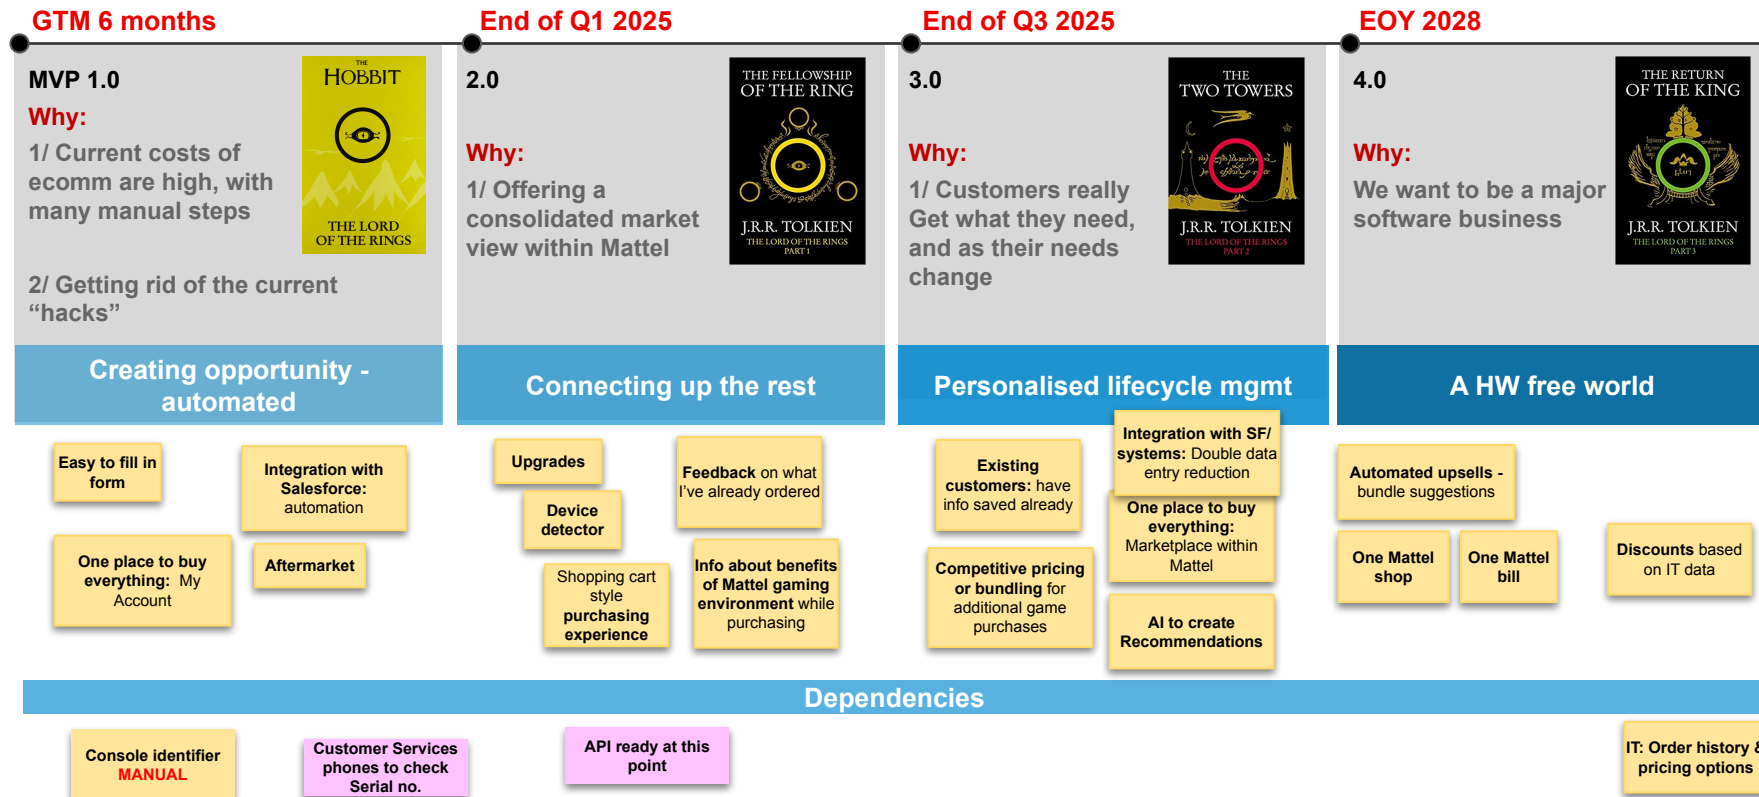 GTM 6 months
End of Q1 2025
End of Q3 2025
EOY 2028
MVP 1.0
Why:
1/ Current costs of
ecomm are high, with
many manual steps
2/ Getting rid of the current
“hacks”
THE
HOBBIT
THE LORD
OF THE RINGS
2.0
Why:
1/ Offering a
consolidated market
view within Mattel
THE FELLOWSHIP
OF THE RING
J.R.R. TOLKIEN
THE LORD OF THE RINGS
PART 1
3.0
Why:
1/ Customers really
Get what they need,
and as their needs
change
THE
TWO TOWERS
J.R.R. TOLKIEN
THE LORD OF THE RINGS
PART 2
4.0
Why:
We want to be a major
software business
THE RETURN
OF THE KING
J.R.R. TOLKIEN
THE LORD OF THE RINGS
PART 3
Creating opportunity -
automated
Connecting up the rest
Personalised lifecycle mgmt
A HW free world
Easy to fill in
form
Integration with
Salesforce:
automation
One place to buy
everything: My
Account
Aftermarket
Upgrades
Device
detector
Shopping cart
style
purchasing
experience
Feedback on what
I’ve already ordered
Info about benefits
of Mattel gaming
environment while
purchasing
Existing
customers: have
info saved already
Integration with SF/
systems: Double data
entry reduction
One place to buy
everything:
Marketplace within
Mattel
Competitive pricing
or bundling for
additional game
purchases
AI to create
Recommendations
Automated upsells -
bundle suggestions
One Mattel
shop
One Mattel
bill
Discounts based
on IT data
Dependencies
Console identifier
MANUAL
Customer Services
phones to check
Serial no.
API ready at this
point
IT: Order history &
pricing options